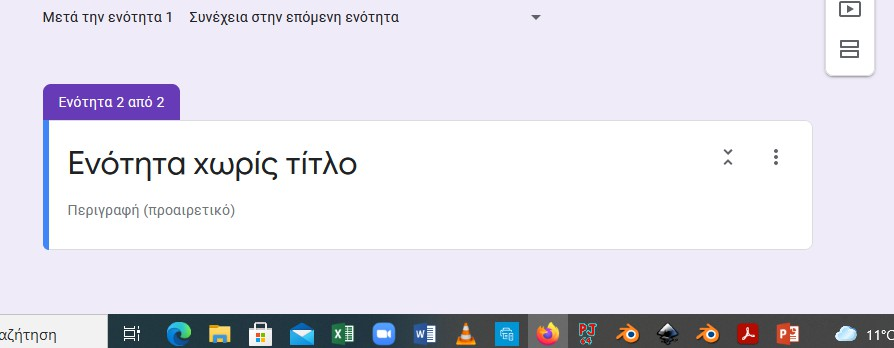 Μετά την ενότητα 1 Συνέχεια στην επόμενη ενότητα
Ενότητα 2 από 2
Ενότητα χωρίς τίτλο
Περιγραφή (προαιρετικό)
αζήτηση
11°C